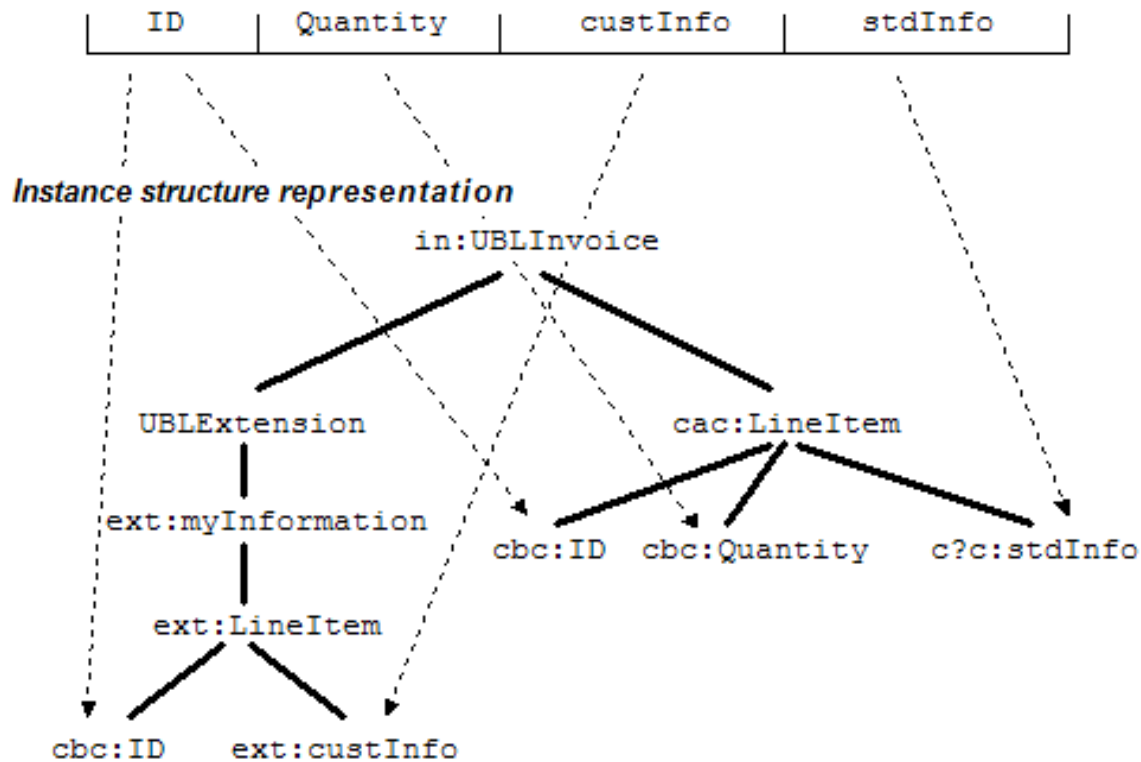 ID Quantity custInfo stdInfo
Instance structure representation
in:UBLInvoice
UBLExtension cac:LineItem
ext:myInformation
cbc:ID cbc:Quantity c?c:stdInfo
ext:LineItem
cbc:ID ext:custInfo